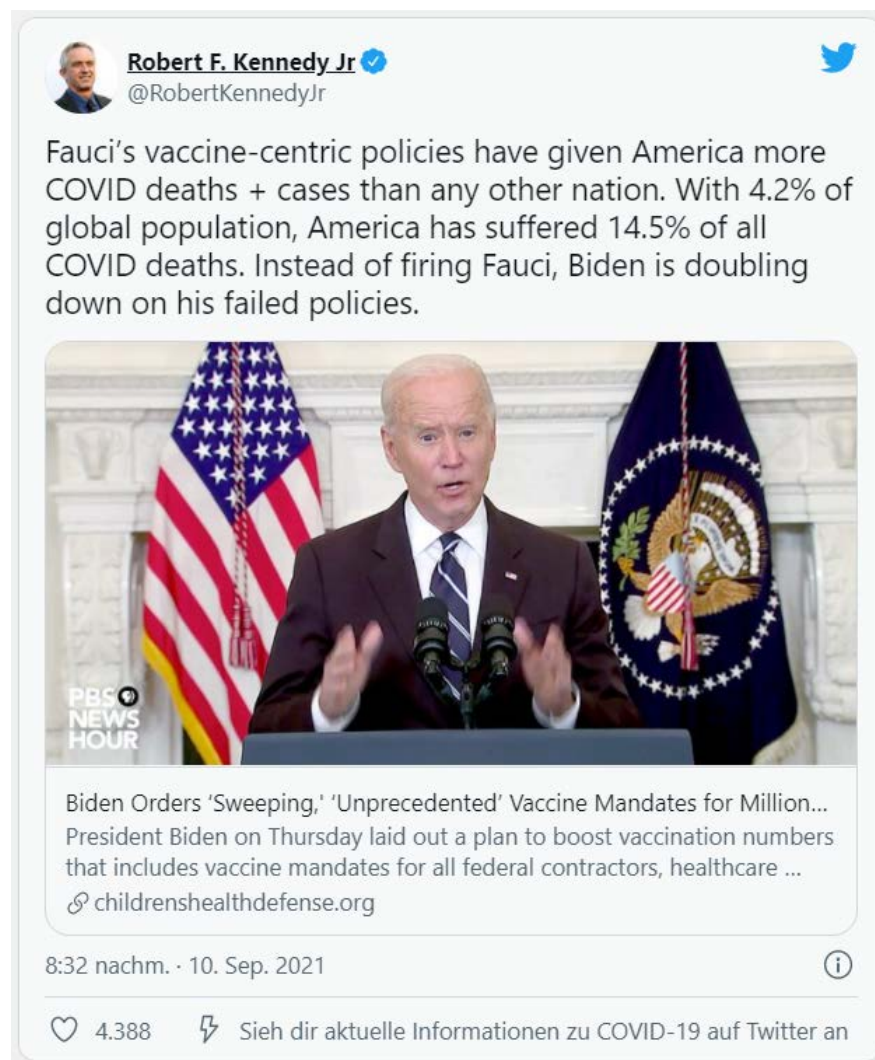 Robert F. Kennedy Jr
@RobertKennedyJr
Fauci’s vaccine-centric policies have given America more
COVID deaths + cases than any other nation. With 4.2% of
global population, America has suffered 14.5% of all
COVID deaths. Instead of firing Fauci, Biden is doubling
down on his failed policies.
PBS
NEWS
HOUR
Biden Orders ‘Sweeping,' ‘Unprecedented’ Vaccine Mandates for Million...
President Biden on Thursday laid out a plan to boost vaccination numbers
that includes vaccine mandates for all federal contractors, healthcare ...
childrenshealthdefense.org
8:32 nachm. · 10. Sep. 2021
4.388 Sieh dir aktuelle Informationen zu COVID-19 auf Twitter an